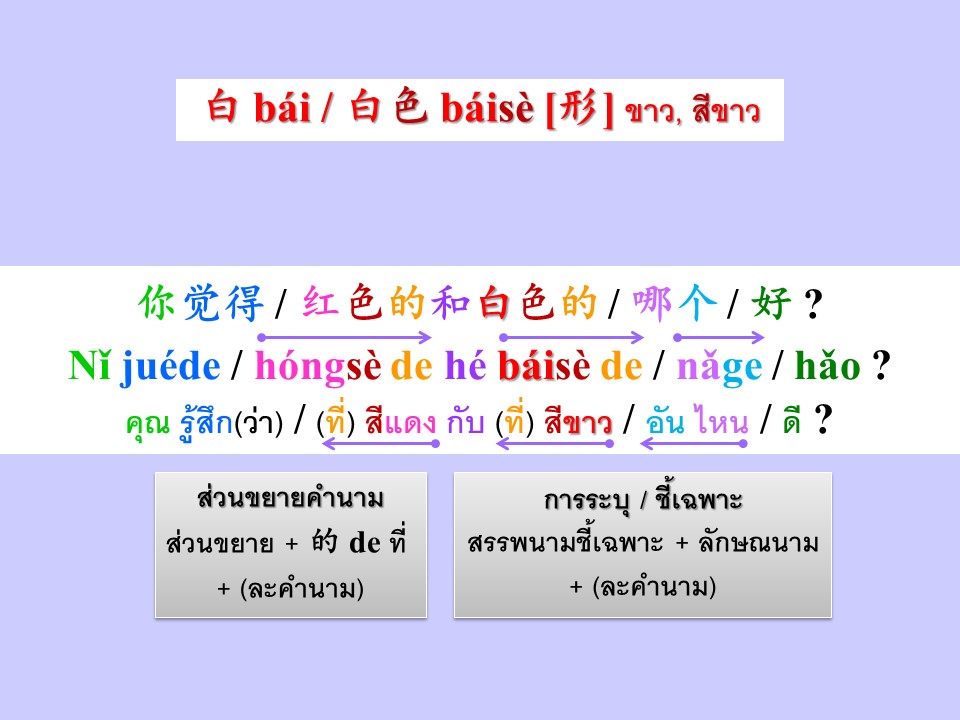 白 bái / 白色 báisè [形] ขาว, สีขาว
你觉得 / 红色的和白色的 / 哪个 / 好 ?
Nǐ juéde / hóngsè de hé báisè de / nǎge / hǎo ?
คุณ รู้สึก(ว่า) / (ที่) สีแดง กับ (ที่) สีขาว / อัน ไหน / ดี ?
ส่วนขยายคำนาม
ส่วนขยาย + 的 de ที่
+ (ละคำนาม)
การระบุ / ชี้เฉพาะ
สรรพนามชี้เฉพาะ + ลักษณนาม
+ (ละคำนาม)